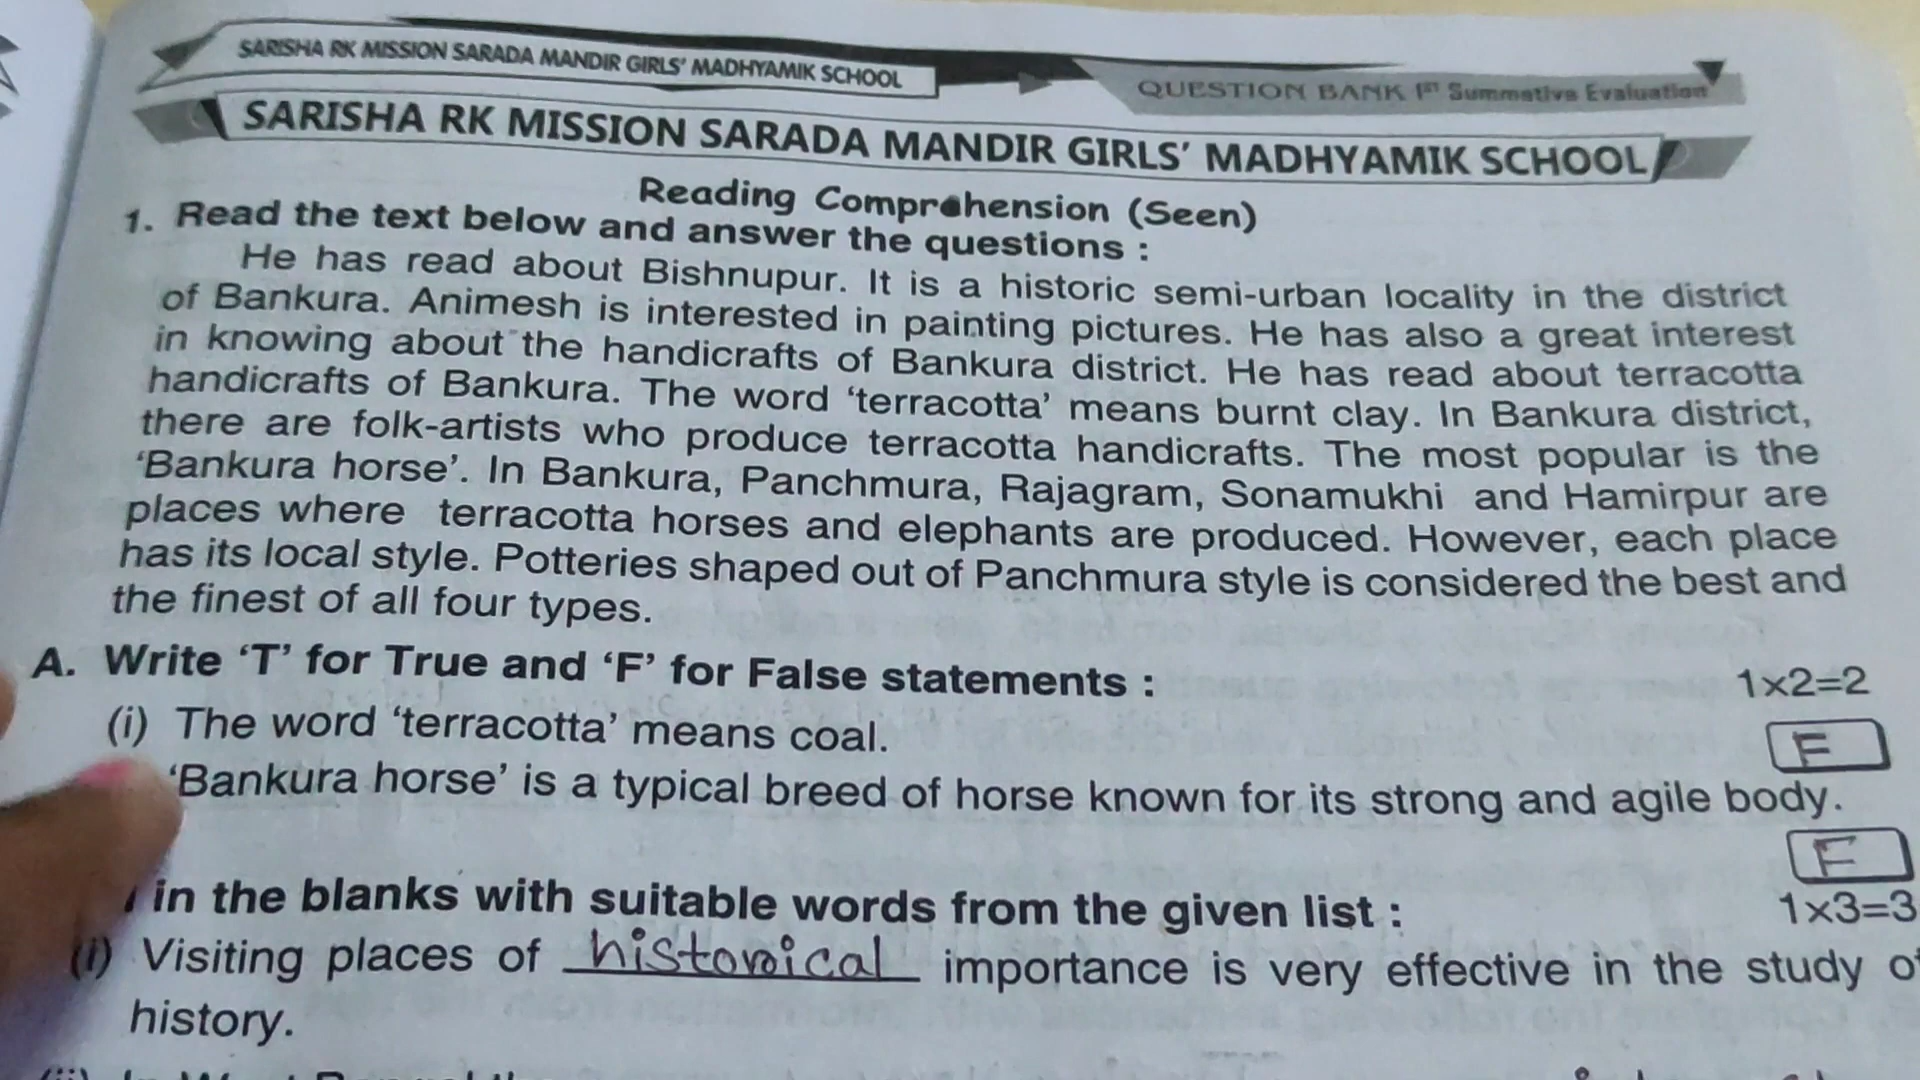 SARISHA RK MISSION SARADA MANDIR GIRLS' MADHYAMIK SCHOOL
QUESTION BANK 1ST Summative Evaluation
SARISHA RK MISSION SARADA MANDIR GIRLS' MADHYAMIK SCHOOL
Reading Comprehension (Seen)
1. Read the text below and answer the questions :
He has read about Bishnupur. It is a historic semi-urban locality in the district
of Bankura. Animesh is interested in painting pictures. He has also a great interest
in knowing about the handicrafts of Bankura district. He has read about terracotta
handicrafts of Bankura. The word ‘terracotta’ means burnt clay. In Bankura district,
there are folk-artists who produce terracotta handicrafts. The most popular is the
‘Bankura horse’. In Bankura, Panchmura, Rajagram, Sonamukhi and Hamirpur are
places where terracotta horses and elephants are produced. However, each place
has its local style. Potteries shaped out of Panchmura style is considered the best and
the finest of all four types.
A. Write ‘T’ for True and ‘F’ for False statements : 1×2=2
(i) The word ‘terracotta’ means coal. F
‘Bankura horse’ is a typical breed of horse known for its strong and agile body.
F
in the blanks with suitable words from the given list : 1×3=3
(i) Visiting places of historical importance is very effective in the study of
history.